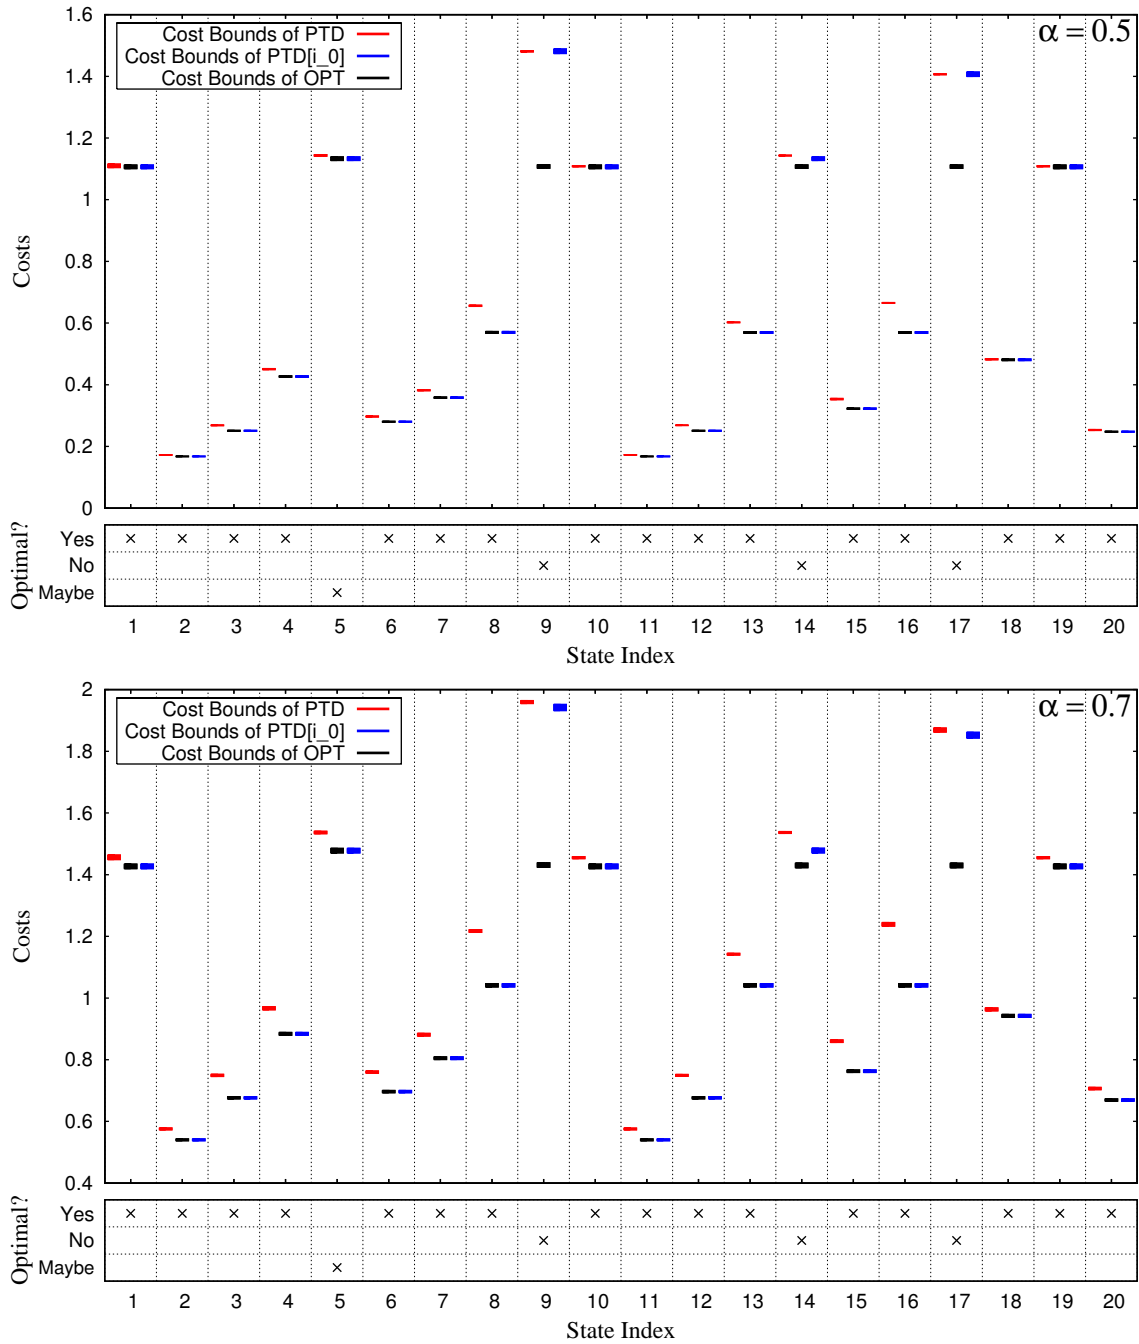 α = 0.5
Cost Bounds of PTD
Cost Bounds of PTD[i_0]
Cost Bounds of OPT
1.6
1.4
1.2
1
0.8
0.6
0.4
0.2
0
Costs
Optimal?
Yes
No
Maybe
1 2 3 4 5 6 7 8 9 10 11 12 13 14 15 16 17 18 19 20
State Index
α = 0.7
Cost Bounds of PTD
Cost Bounds of PTD[i_0]
Cost Bounds of OPT
2
1.8
1.6
1.4
1.2
1
0.8
0.6
0.4
Costs
Optimal?
Yes
No
Maybe
1 2 3 4 5 6 7 8 9 10 11 12 13 14 15 16 17 18 19 20
State Index